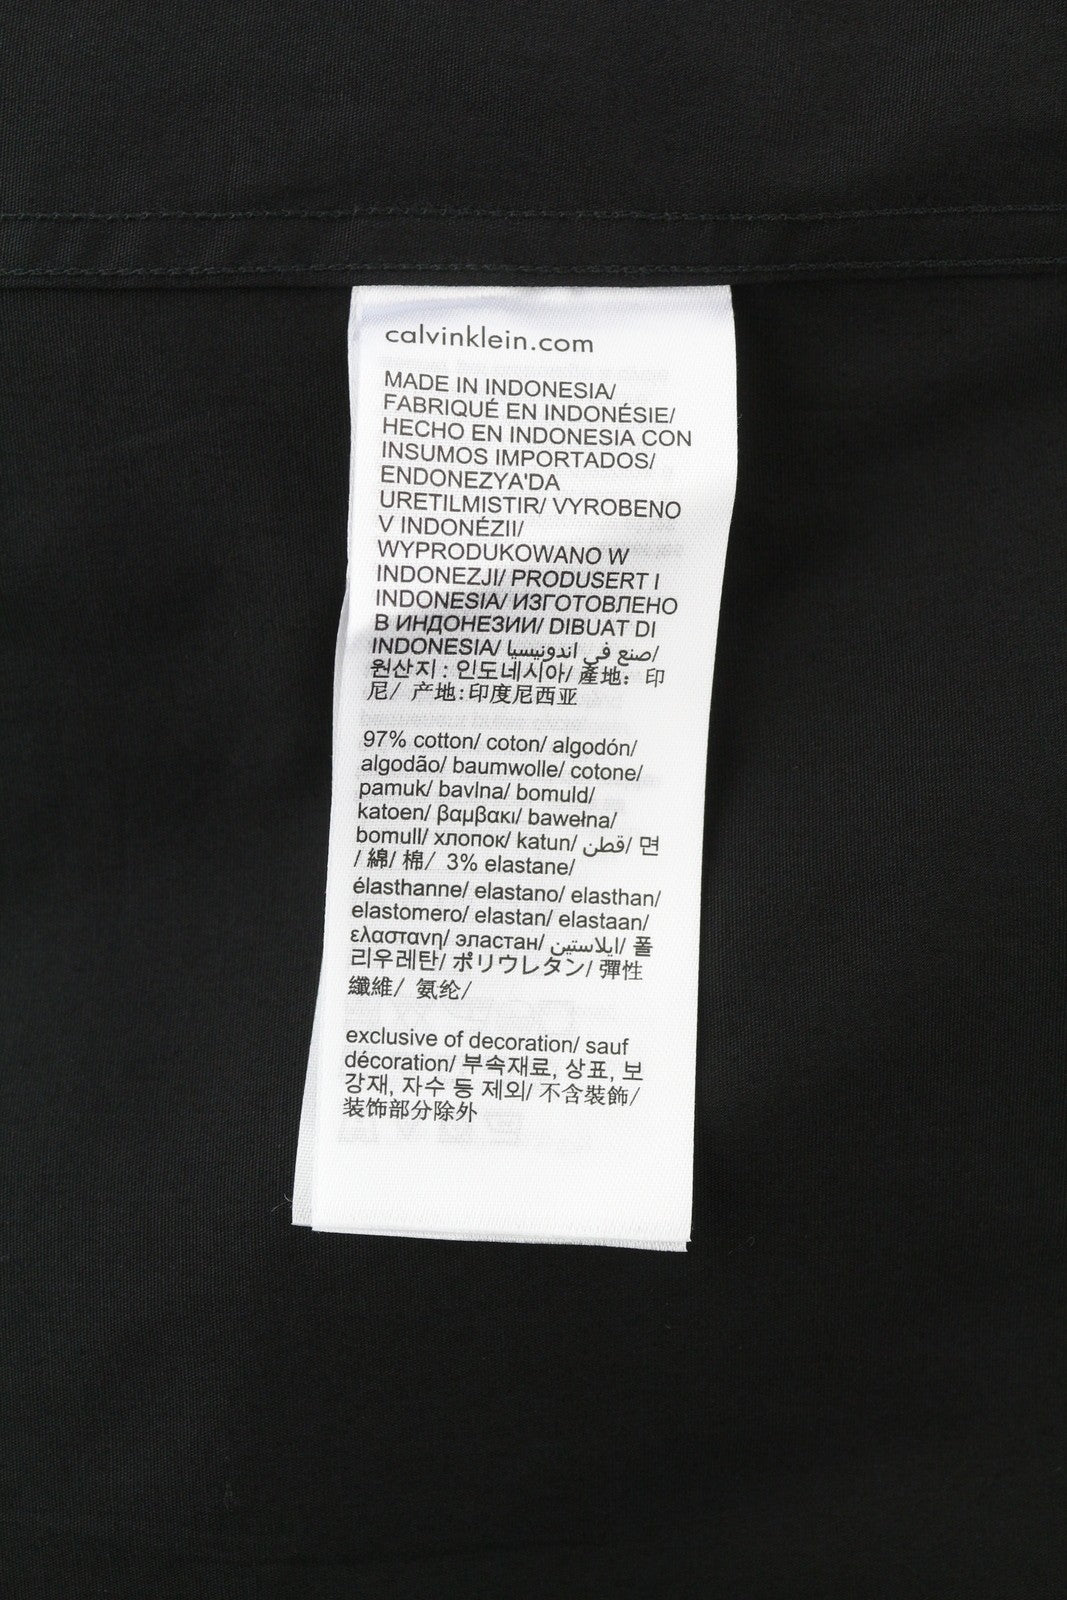 calvinklein.com
MADE IN INDONESIA/
FABRIQUÉ EN INDONÉSIE/
HECHO EN INDONESIA CON
INSUMOS IMPORTADOS/
ENDONEZYA'DA
URETILMISTIR/ VYROBENO
V INDONÉZII/
WYPRODUKOWANO W
INDONEZJI/ PRODUSERT I
INDONESIA/ ИЗГОТОВЛЕНО
В ИНДОНЕЗИИ/ DIBUAT DI
INDONESIA/ صنع في اندونيسيا/
원산지 : 인도네시아/ 產地： 印
尼/ 产地:印度尼西亚
97% cotton/ coton/ algodón/
algodão/ baumwolle/ cotone/
pamuk/ bavlna/ bomuld/
katoen/ βαμβακι/ bawełna/
bomull/ хлопок/ katun/ قطن/ 면
/ 綿/ 棉/ 3% elastane/
élasthanne/ elastano/ elasthan/
elastomero/ elastan/ elastaan/
ελαστανη/ эластан/ إيلاستين/ 폴
리우레탄/ ポリウレタン/ 彈性
纖維/ 氨纶/
exclusive of decoration/ sauf
décoration/ 부속재료, 상표, 보
강재, 자수 등 제외/ 不含裝飾/
装饰部分除外